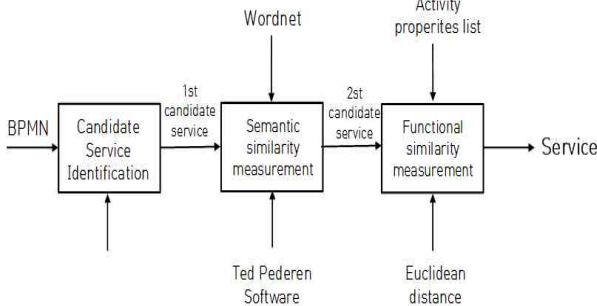 Activity
properites list
Wordnet
1st
candidate
service
2st
candidate
service
BPMN
Candidate
Service
Identification
Semantic
similarity
measurement
Functional
similarity
measurement
Service
Ted Pederen
Software
Euclidean
distance